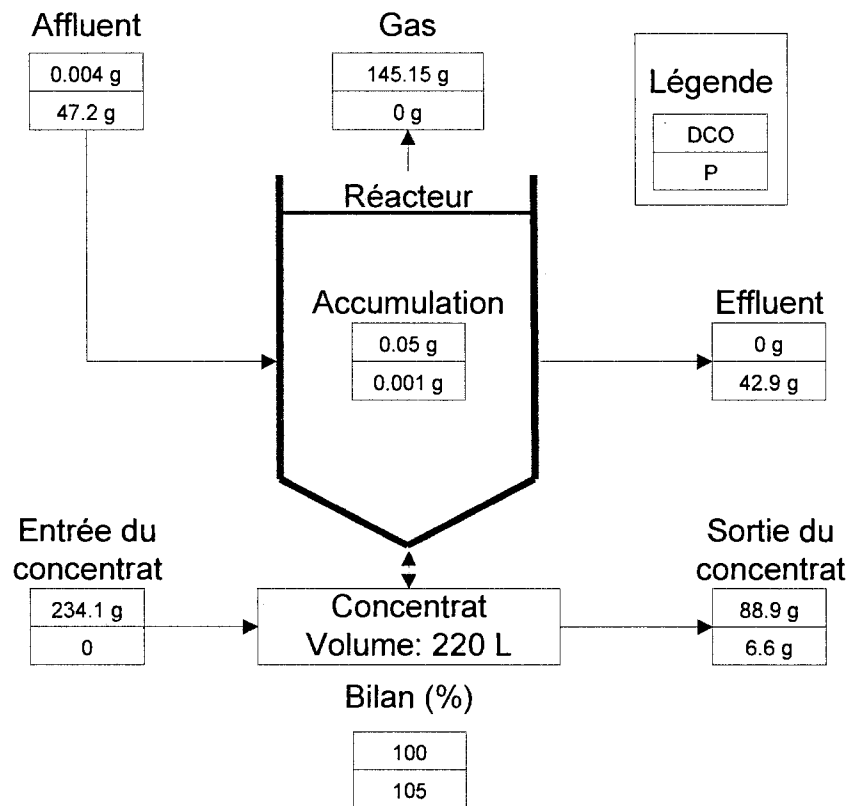 Affluent
0.004 g
47.2 g
Gas
145.15 g
0 g
Légende
DCO
P
Réacteur
Accumulation
0.05 g
0.001 g
Effluent
0 g
42.9 g
Entrée du
concentrat
234.1 g
0
Concentrat
Volume: 220 L
Sortie du
concentrat
88.9 g
6.6 g
Bilan (%)
100
105